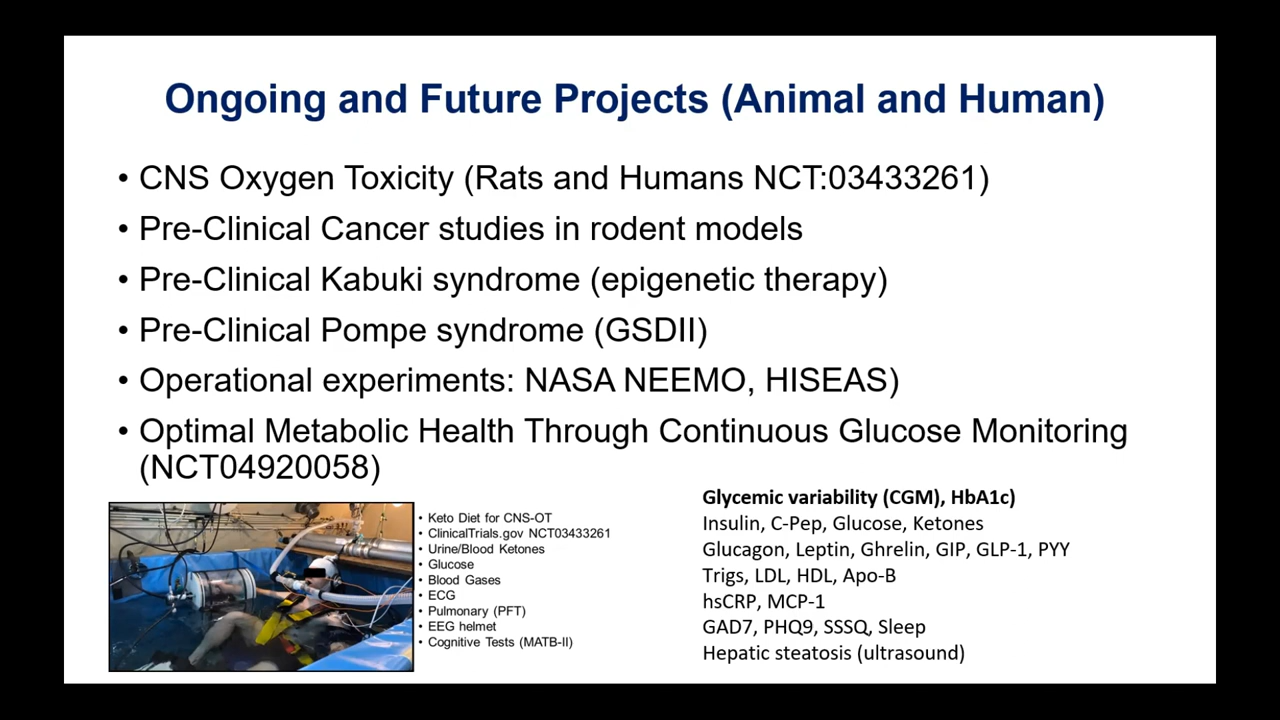 Ongoing and Future Projects (Animal and Human)
• CNS Oxygen Toxicity (Rats and Humans NCT:03433261)
• Pre-Clinical Cancer studies in rodent models
• Pre-Clinical Kabuki syndrome (epigenetic therapy)
• Pre-Clinical Pompe syndrome (GSDII)
• Operational experiments: NASA NEEMO, HISEAS)
• Optimal Metabolic Health Through Continuous Glucose Monitoring
(NCT04920058)
• Keto Diet for CNS-OT
• ClinicalTrials.gov NCT03433261
• Urine/Blood Ketones
• Glucose
• Blood Gases
• ECG
• Pulmonary (PFT)
• EEG helmet
• Cognitive Tests (MATB-II)
Glycemic variability (CGM), HbA1c)
Insulin, C-Pep, Glucose, Ketones
Glucagon, Leptin, Ghrelin, GIP, GLP-1, PYY
Trigs, LDL, HDL, Apo-B
hsCRP, MCP-1
GAD7, PHQ9, SSSQ, Sleep
Hepatic steatosis (ultrasound)